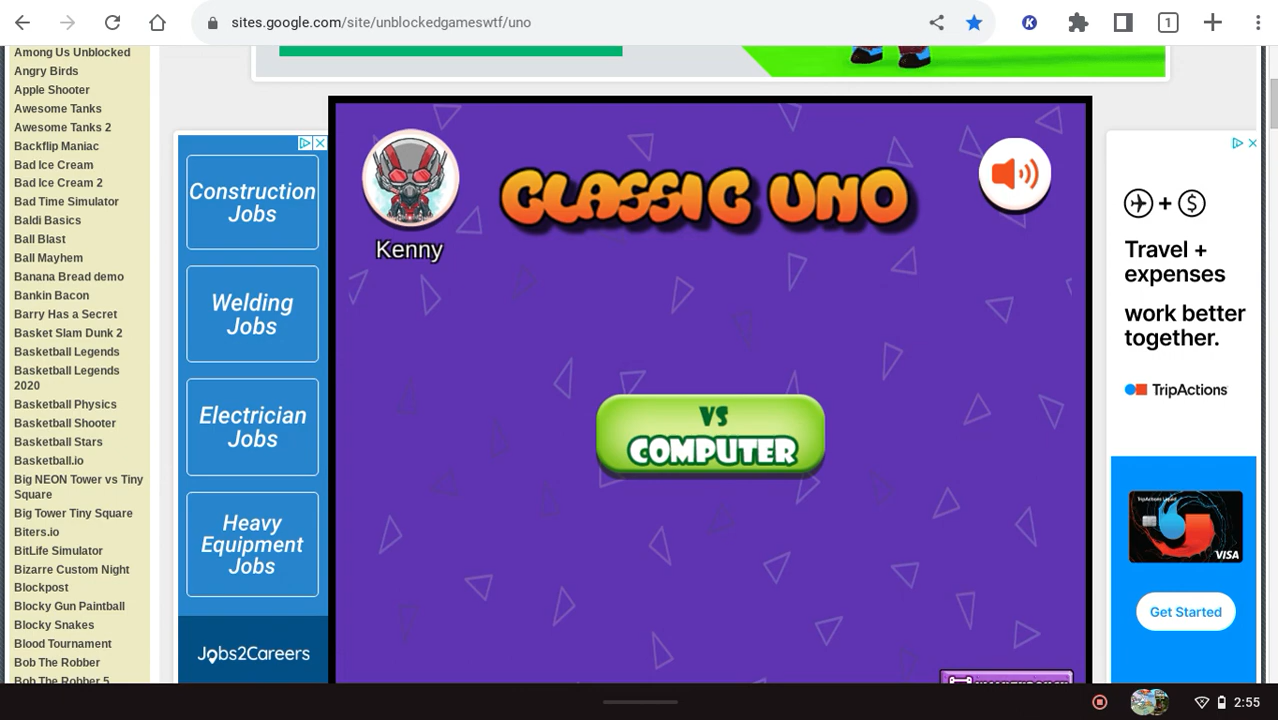 sites.google.com/site/unblockedgameswtf/uno
K
1
Among Us Unblocked
Angry Birds
Apple Shooter
Awesome Tanks
Awesome Tanks 2
Backflip Maniac
Bad Ice Cream
Bad Ice Cream 2
Bad Time Simulator
Baldi Basics
Ball Blast
Ball Mayhem
Banana Bread demo
Bankin Bacon
Barry Has a Secret
Basket Slam Dunk 2
Basketball Legends
Basketball Legends
2020
Basketball Physics
Basketball Shooter
Basketball Stars
Basketball.io
Big NEON Tower vs Tiny
Square
Big Tower Tiny Square
Biters.io
BitLife Simulator
Bizarre Custom Night
Blockpost
Blocky Gun Paintball
Blocky Snakes
Blood Tournament
Bob The Robber
Bob The Robber 5
Construction
Jobs
Welding
Jobs
Electrician
Jobs
Heavy
Equipment
Jobs
Jobs2Careers
CLASSIC UNO
Kenny
VS
COMPUTER
+ $
Travel +
expenses
work better
together.
TripActions
TripActions Liquid
VISA
Get Started
2:55